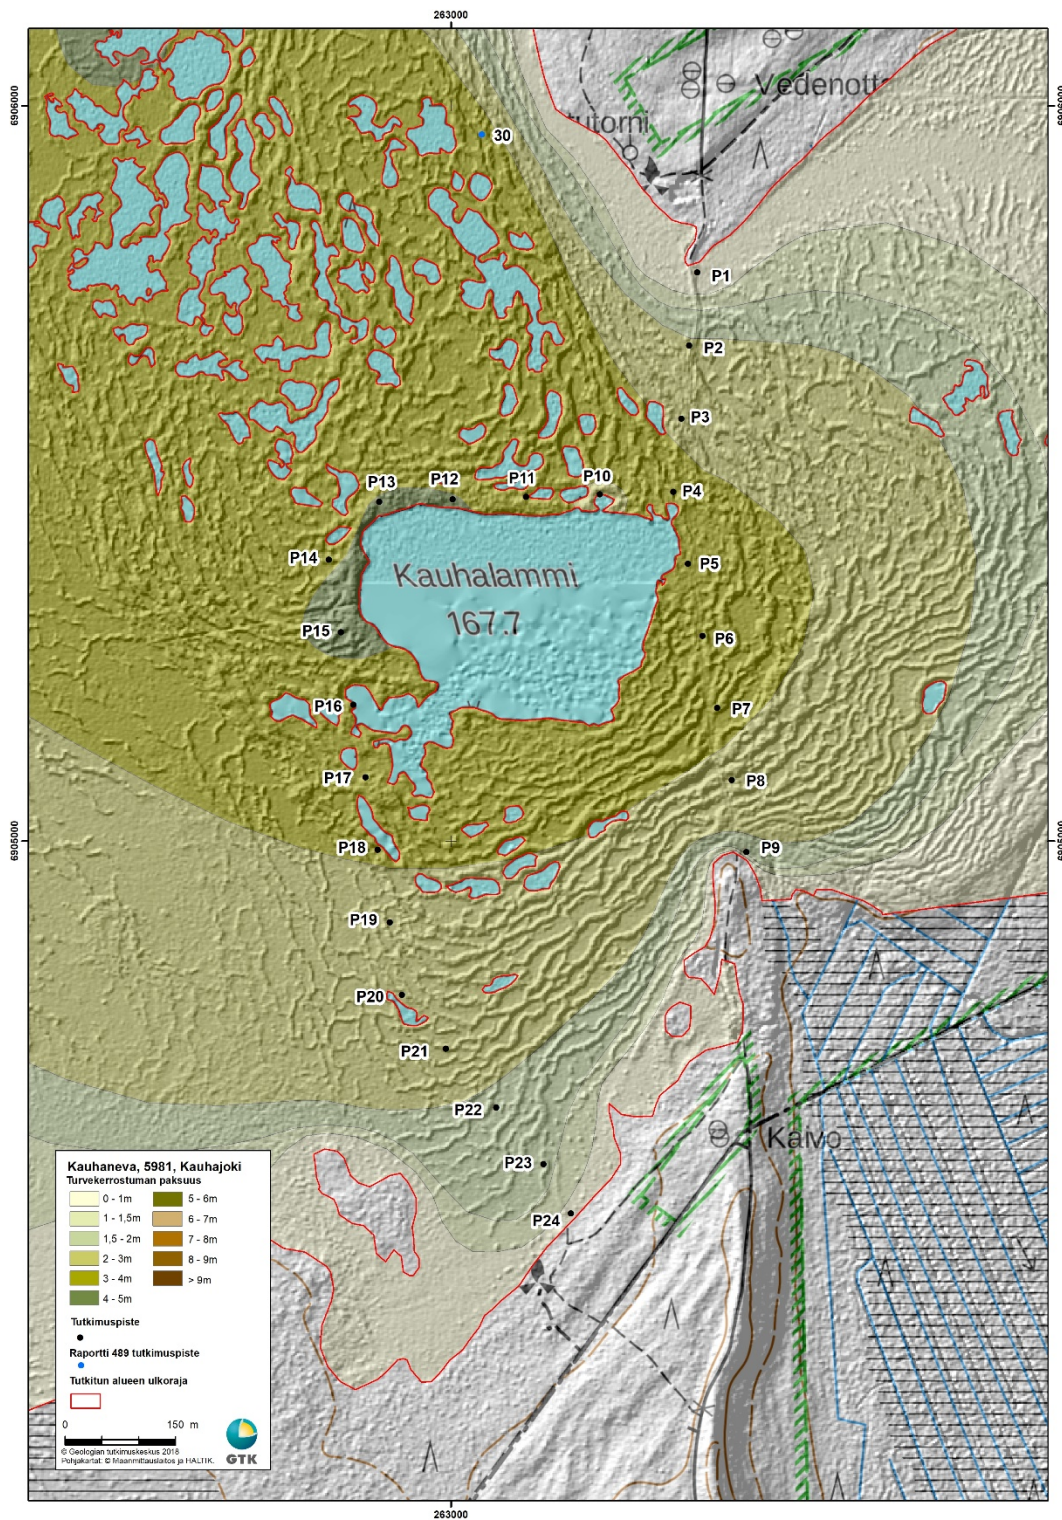 263000
6906000
6906000
Vedenott
tutorni
30
P1
P2
P3
P4
P10
P11
P12
P13
P14
P5
Kauhalammi
167.7
P15
P6
P16
P7
P17
P8
6905000
6905000
P18
P9
P19
P20
P21
P22
Kaivo
P23
P24
Kauhaneva, 5981, Kauhajoki
Turvekerrostuman paksuus
0 - 1m
5 - 6m
1 - 1,5m
6 - 7m
1,5 - 2m
7 - 8m
2 - 3m
8 - 9m
3 - 4m
> 9m
4 - 5m
Tutkimuspiste
Raportti 489 tutkimuspiste
Tutkitun alueen ulkoraja
0 150 m
© Geologian tutkimuskeskus 2018
Pohjakartat: © Maanmittauslaitos ja HALTIK.
GTK
263000